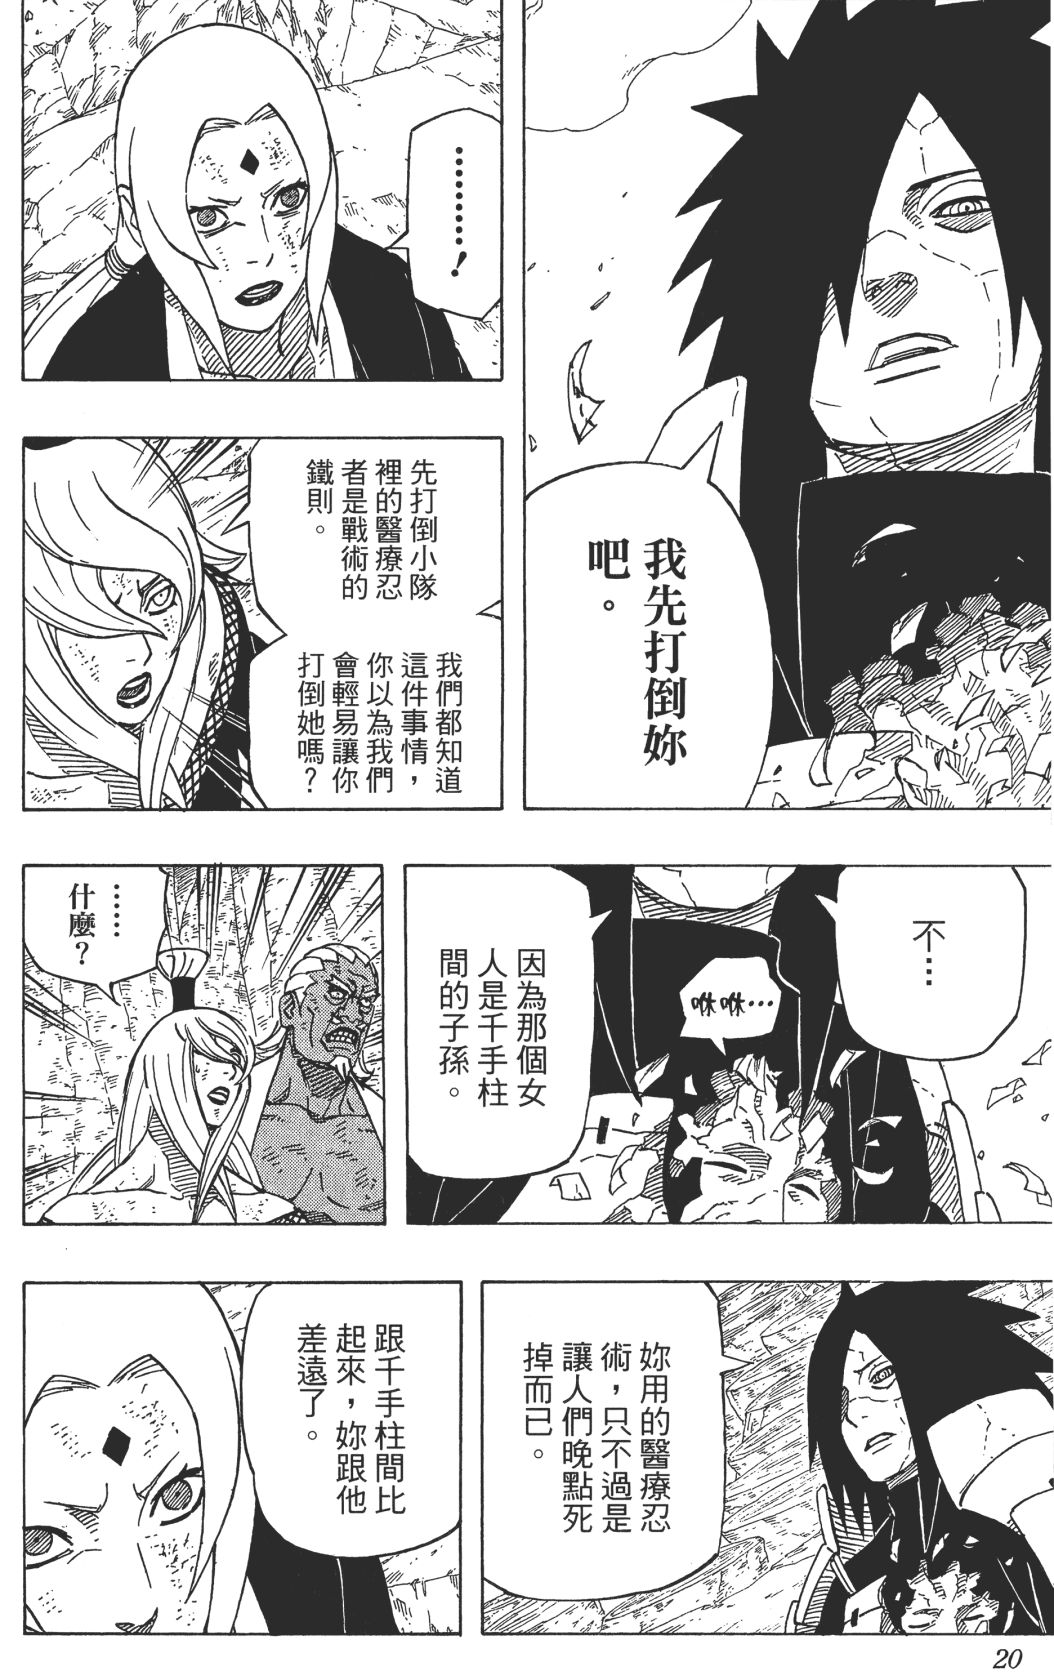 我先打倒妳
吧。
………！
先打倒小隊
裡的醫療忍
者是戰術的
鐵則。
我們都知道
這件事情，
你以為我們
會輕易讓你
打倒她嗎？
不…
咻咻…
因為那個女
人是千手柱
間的子孫。
……
什麼？
妳用的醫療忍
術，只不過是
讓人們晚點死
掉而已。
跟千手柱間比
起來，妳跟他
差遠了。
20